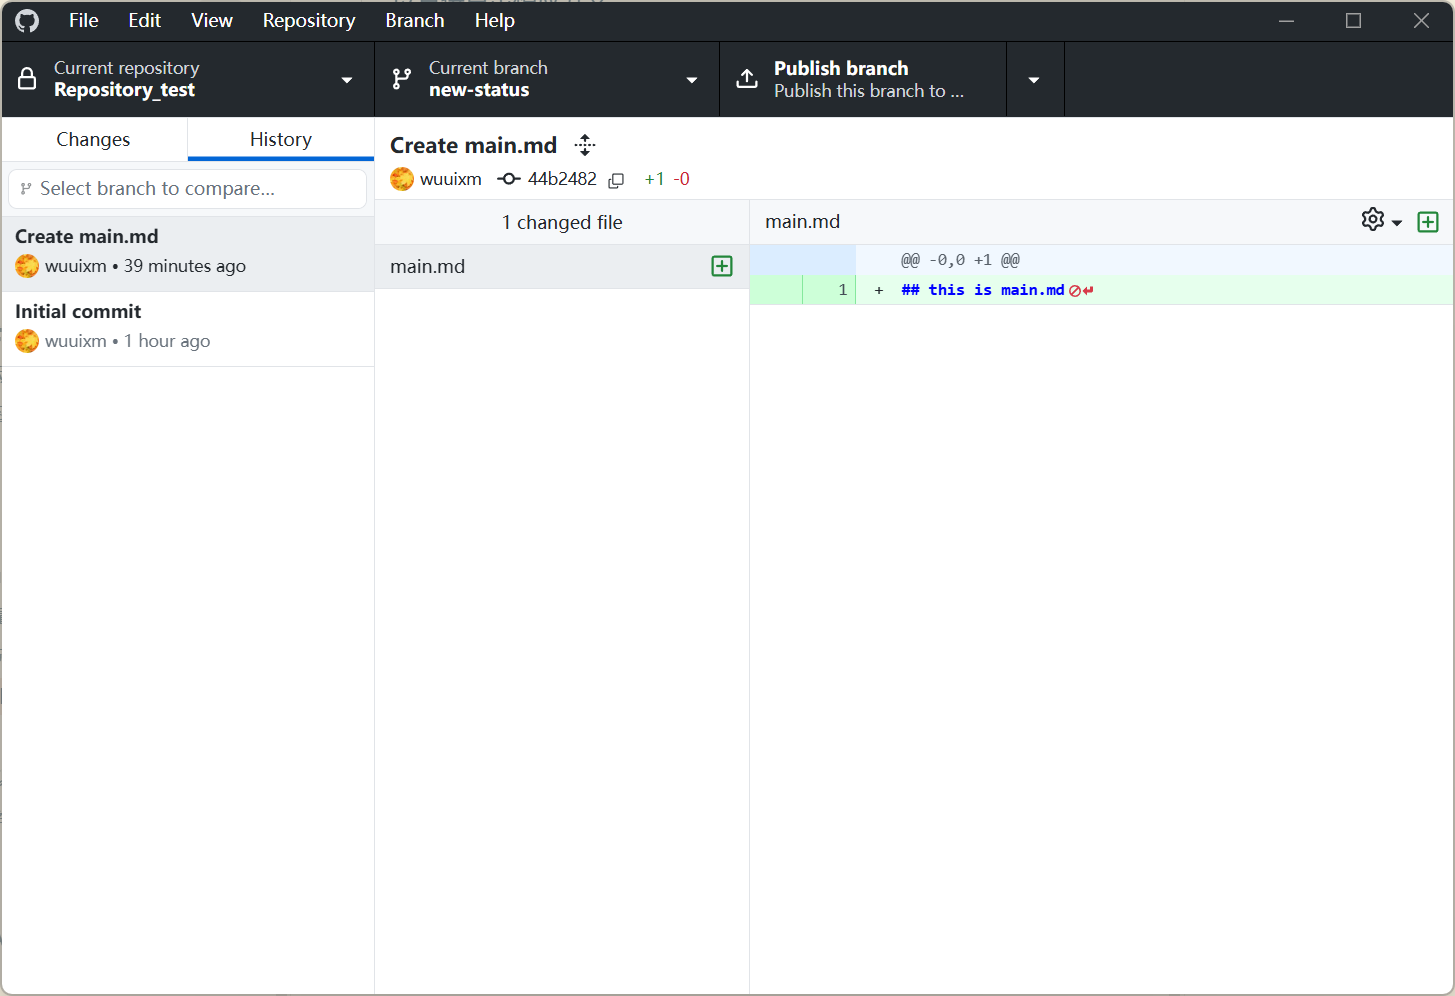 File Edit View Repository Branch Help
Current repository
Repository_test
Current branch
new-status
Publish branch
Publish this branch to ...
Changes
History
Select branch to compare...
Create main.md
wuuixm • 39 minutes ago
Initial commit
wuuixm • 1 hour ago
Create main.md
wuuixm 44b2482 +1 -0
1 changed file
main.md
main.md
@@ -0,0 +1 @@
1 + ## this is main.md